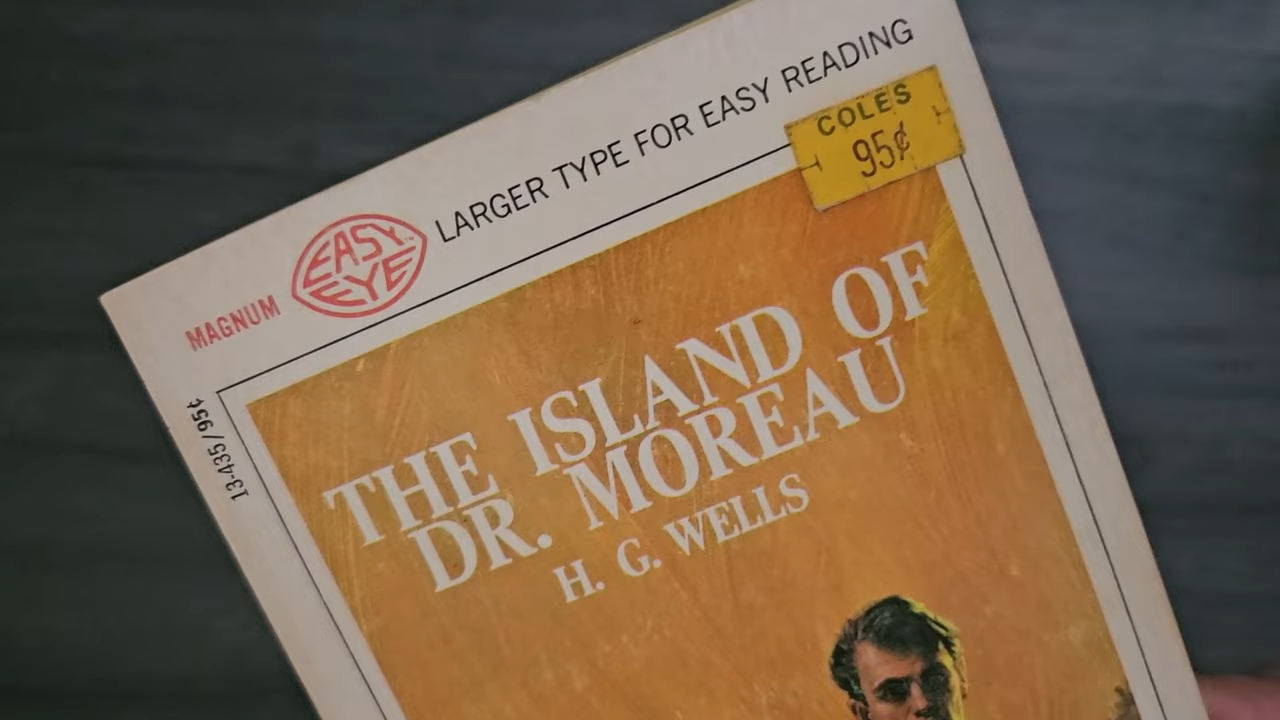 LARGER TYPE FOR EASY READING
COLES
95¢
EASY
EYE
™
MAGNUM
13-435/95¢
THE ISLAND OF
DR. MOREAU
H. G. WELLS